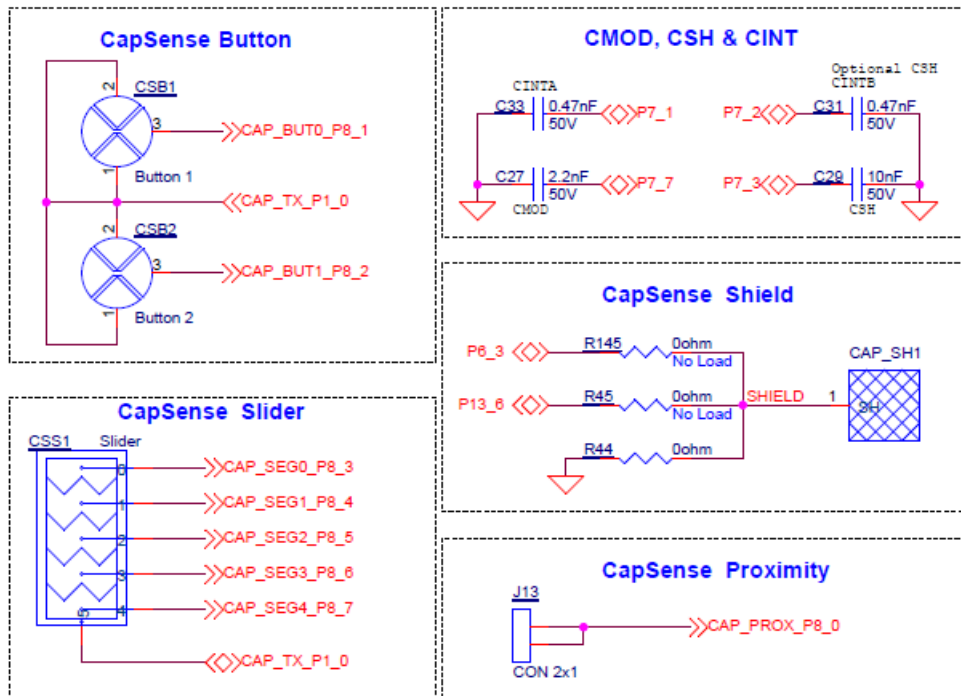 CapSense Button
2
CSB1
3
CAP_BUT0_P8_1
1
Button 1
CAP_TX_P1_0
2
CSB2
3
CAP_BUT1_P8_2
1
Button 2
CapSense Slider
CSS1
Slider
0
CAP_SEG0_P8_3
1
CAP_SEG1_P8_4
2
CAP_SEG2_P8_5
3
CAP_SEG3_P8_6
4
CAP_SEG4_P8_7
5
CAP_TX_P1_0
CMOD, CSH & CINT
CINTA
C33 0.47nF P7_1
50V
C27 2.2nF P7_7
50V
CMOD
Optional CSH
CINTB
P7_2 C31 0.47nF
50V
P7_3 C29 10nF
50V
CSH
CapSense Shield
P6_3 R145 0ohm
No Load
P13_6 R45 0ohm
No Load
R44 0ohm
SHIELD
1
CAP_SH1
SH
CapSense Proximity
J13
CAP_PROX_P8_0
CON 2x1